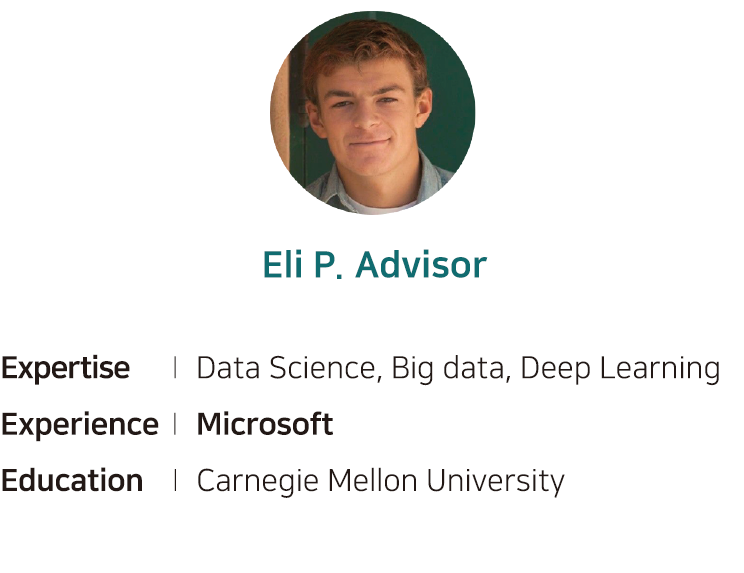 Eli P. Advisor
Expertise | Data Science, Big data, Deep Learning
Experience | Microsoft
Education | Carnegie Mellon University